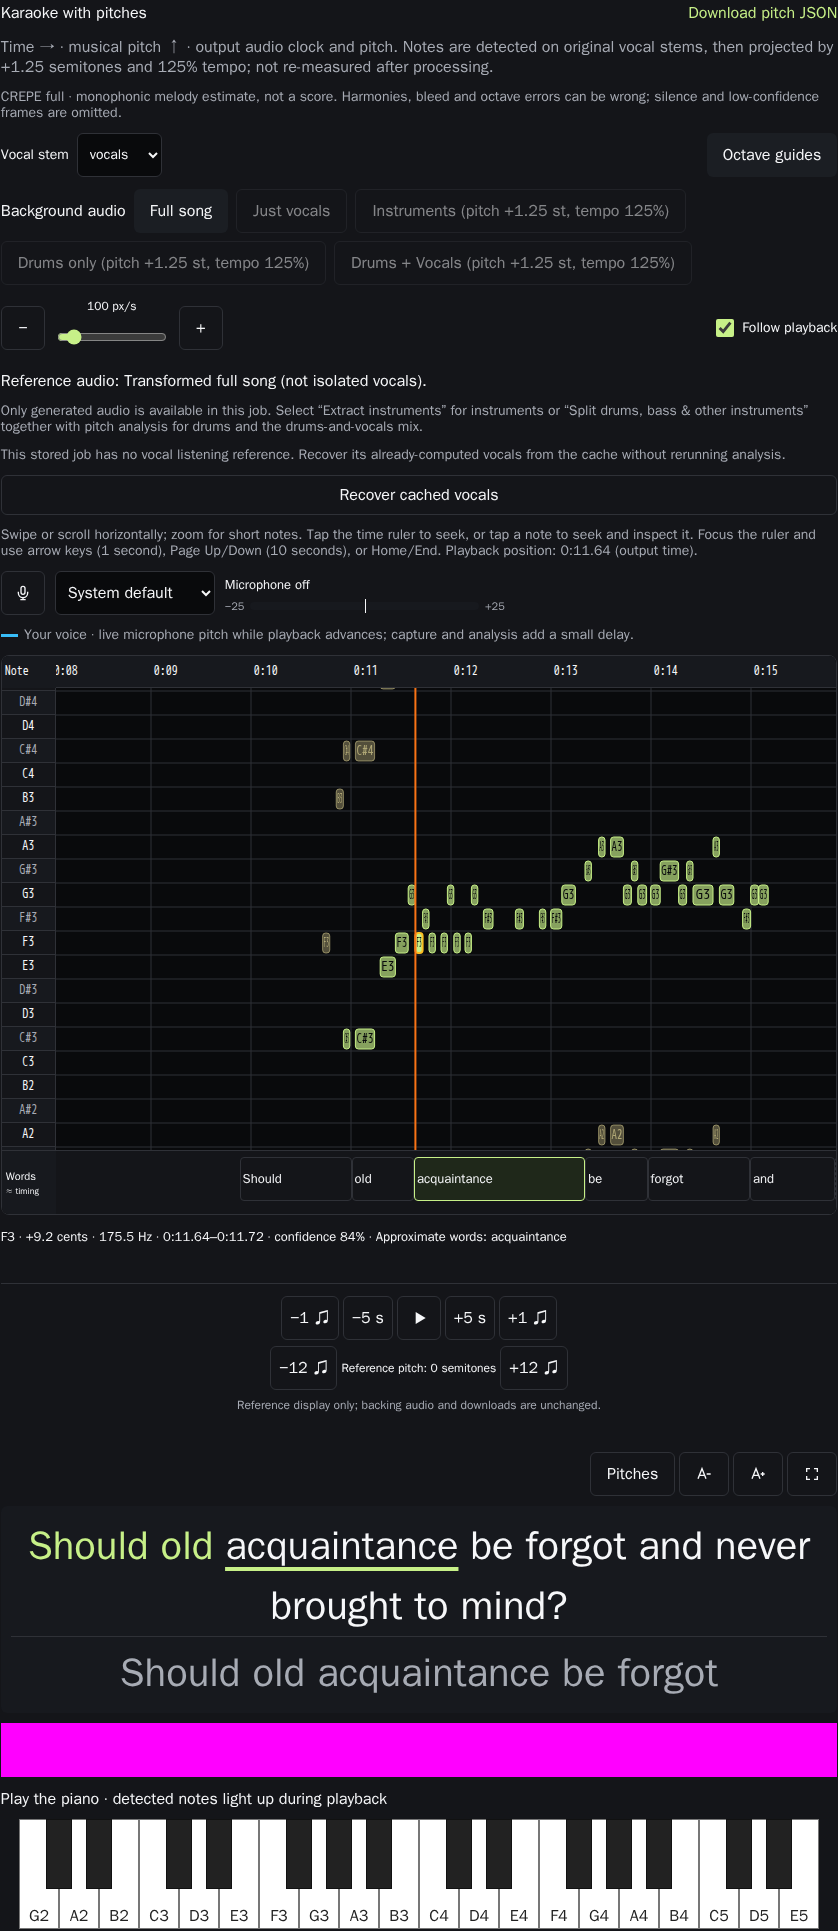 Karaoke with pitches
Download pitch JSON
Time → · musical pitch ↑ · output audio clock and pitch. Notes are detected on original vocal stems, then projected by
+1.25 semitones and 125% tempo; not re-measured after processing.
CREPE full · monophonic melody estimate, not a score. Harmonies, bleed and octave errors can be wrong; silence and low-confidence
frames are omitted.
Vocal stem vocals
Octave guides
Background audio Full song Just vocals Instruments (pitch +1.25 st, tempo 125%)
Drums only (pitch +1.25 st, tempo 125%) Drums + Vocals (pitch +1.25 st, tempo 125%)
100 px/s
− +
Follow playback
Reference audio: Transformed full song (not isolated vocals).
Only generated audio is available in this job. Select “Extract instruments” for instruments or “Split drums, bass & other instruments”
together with pitch analysis for drums and the drums-and-vocals mix.
This stored job has no vocal listening reference. Recover its already-computed vocals from the cache without rerunning analysis.
Recover cached vocals
Swipe or scroll horizontally; zoom for short notes. Tap the time ruler to seek, or tap a note to seek and inspect it. Focus the ruler and
use arrow keys (1 second), Page Up/Down (10 seconds), or Home/End. Playback position: 0:11.64 (output time).
System default
Microphone off
−25 +25
Your voice · live microphone pitch while playback advances; capture and analysis add a small delay.
Note 0:08 0:09 0:10 0:11 0:12 0:13 0:14 0:15
D#4
D4
C#4 C#4
C4
B3
A#3
A3 A3
G#3 G#3
G3 G3 G3 G3 G3
F#3 F#3
F3 F3
E3 E3
D#3
D3
C#3 C#3
C3
B2
A#2
A2 A2
Words
≈ timing
Should old acquaintance be forgot and
F3 · +9.2 cents · 175.5 Hz · 0:11.64–0:11.72 · confidence 84% · Approximate words: acquaintance
−1 ♫ −5 s ▶ +5 s +1 ♫
−12 ♫ Reference pitch: 0 semitones +12 ♫
Reference display only; backing audio and downloads are unchanged.
Pitches A- A+
Should old acquaintance be forgot and never
brought to mind?
Should old acquaintance be forgot
Play the piano · detected notes light up during playback
G2 A2 B2 C3 D3 E3 F3 G3 A3 B3 C4 D4 E4 F4 G4 A4 B4 C5 D5 E5